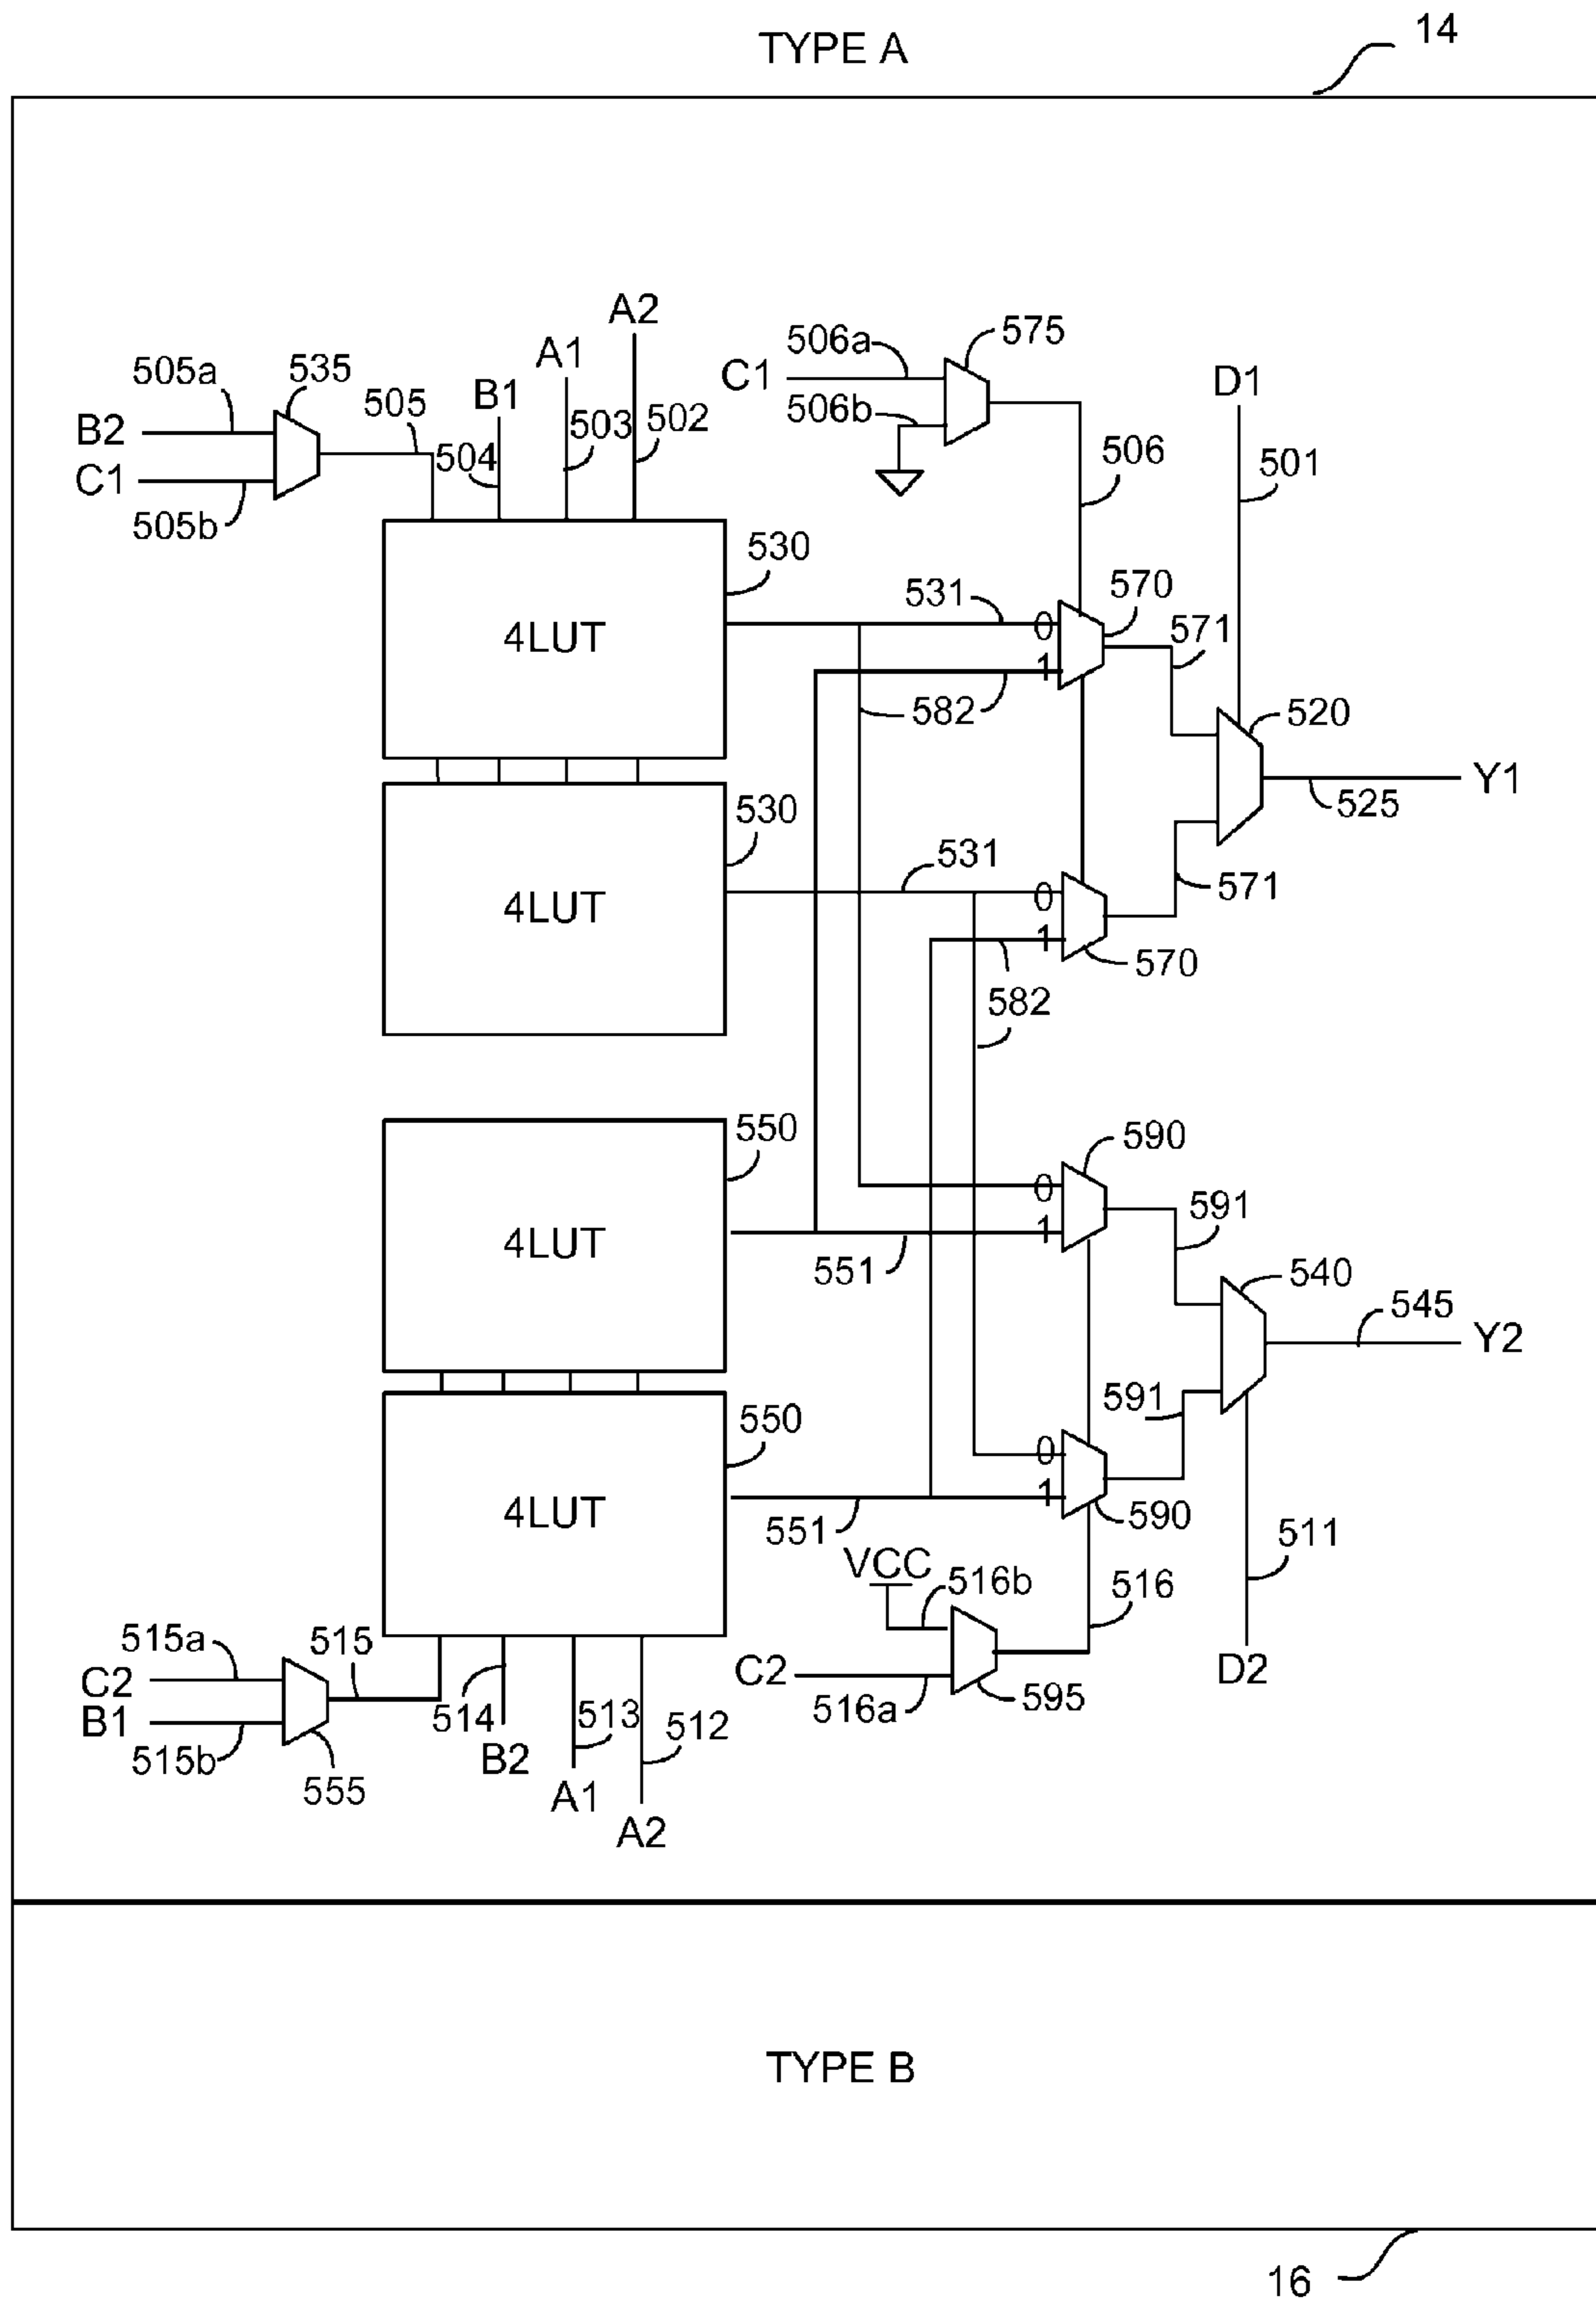 TYPE A
14
A2
A1
B1
505a
535
505
B2
C1
505b
504
503
502
C1
506a
506b
575
D1
506
501
4LUT
530
531
0
1
570
571
582
520
Y1
525
4LUT
530
531
0
1
570
571
582
4LUT
550
551
0
1
590
591
540
545
Y2
4LUT
550
551
0
1
590
591
511
D2
VCC
516b
516
C2
516a
595
515a
515
C2
B1
515b
555
514
B2
513
A1
512
A2
TYPE B
16